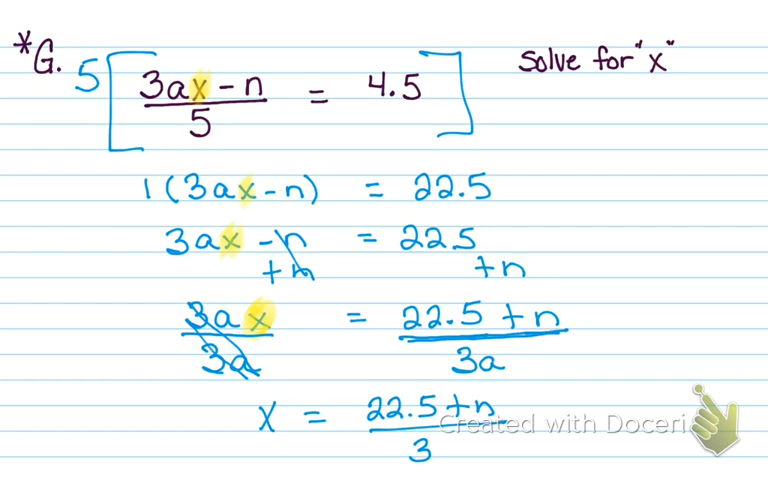 *G. 5 [ (3ax - n)/5 = 4.5 ] Solve for "x"
1 (3ax - n) = 22.5
3ax - n = 22.5
+n +n
3ax/3a = (22.5 + n)/3a
x = (22.5 + n)/3
Created with Doceri